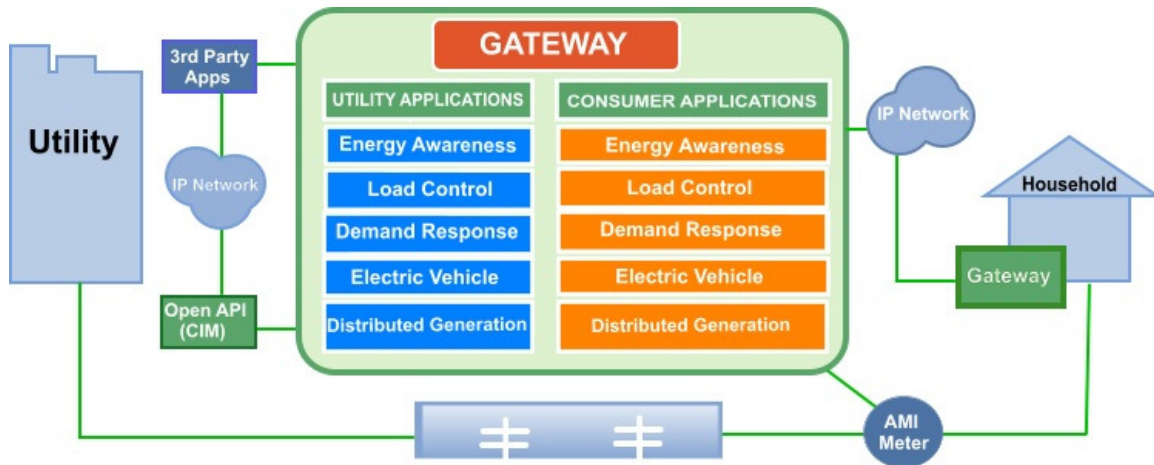 GATEWAY
3rd Party
Apps
UTILITY APPLICATIONS
CONSUMER APPLICATIONS
Utility
IP Network
Energy Awareness
Energy Awareness
IP Network
Load Control
Load Control
Household
Demand Response
Demand Response
Electric Vehicle
Electric Vehicle
Gateway
Open API
(CIM)
Distributed Generation
Distributed Generation
AMI
Meter